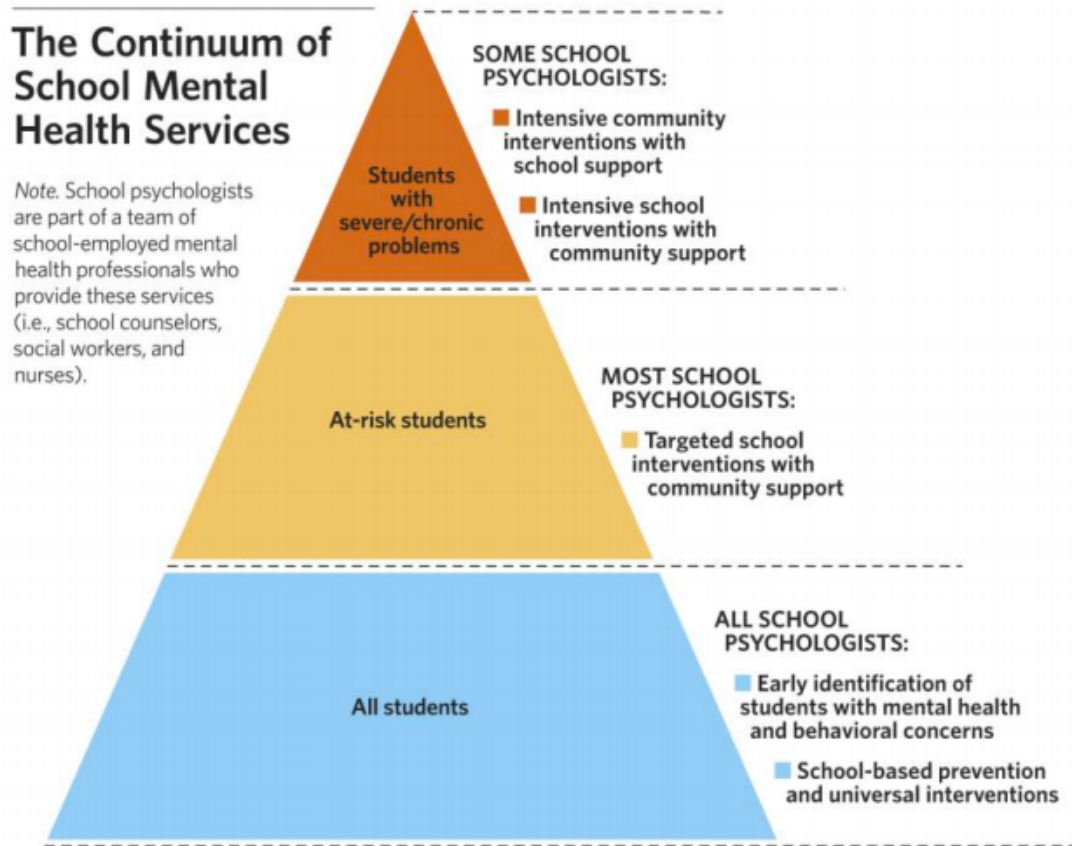 The Continuum of
School Mental
Health Services
Note. School psychologists
are part of a team of
school-employed mental
health professionals who
provide these services
(i.e., school counselors,
social workers, and
nurses).
Students
with
severe/chronic
problems
SOME SCHOOL
PSYCHOLOGISTS:
Intensive community
interventions with
school support
Intensive school
interventions with
community support
At-risk students
MOST SCHOOL
PSYCHOLOGISTS:
Targeted school
interventions with
community support
All students
ALL SCHOOL
PSYCHOLOGISTS:
Early identification of
students with mental health
and behavioral concerns
School-based prevention
and universal interventions